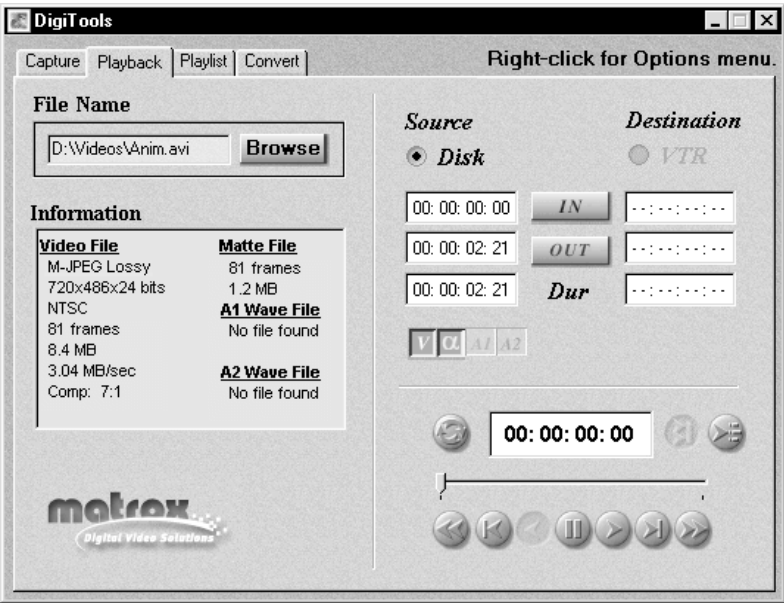 DigiTools
Capture Playback Playlist Convert
Right-click for Options menu.
File Name
D:\Videos\Anim.avi Browse
Information
Video File
M-JPEG Lossy
720x486x24 bits
NTSC
81 frames
8.4 MB
3.04 MB/sec
Comp: 7:1
Matte File
81 frames
1.2 MB
A1 Wave File
No file found
A2 Wave File
No file found
matrox
Digital Video Solutions
Source Destination
Disk VTR
00: 00: 00: 00 IN --:--:--:--
00: 00: 02: 21 OUT --:--:--:--
00: 00: 02: 21 Dur --:--:--:--
V α A1 A2
00: 00: 00: 00